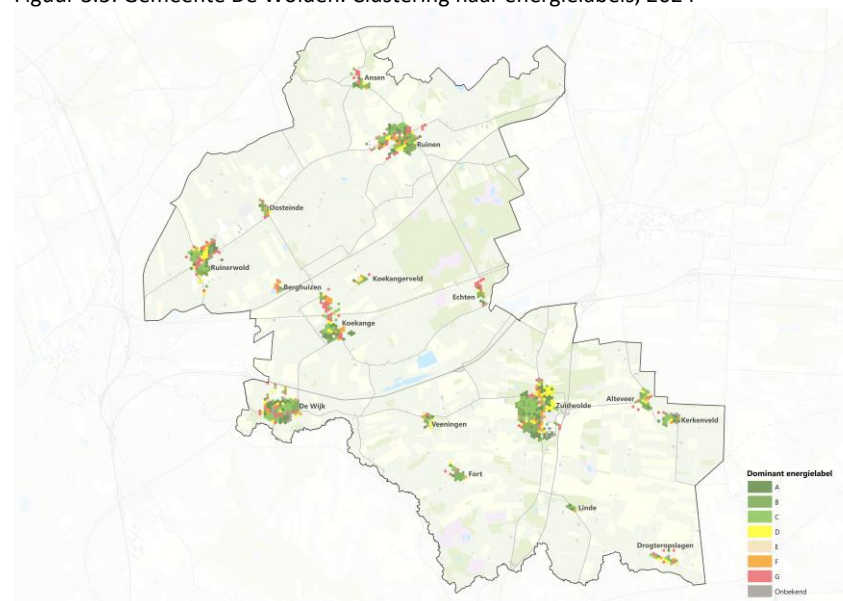 Figuur 3.3: Gemeente De Wolden. Clustering naar energielabels, 2024
Ansen
Ruinen
Oosteinde
Ruinerwold
Berghuizen
Koekangerveld
Echten
Koekange
De Wijk
Veeningen
Zuidwolde
Alteveer
Kerkenveld
Fort
Linde
Drogteropslagen
Dominant energielabel
A
B
C
D
E
F
G
Onbekend